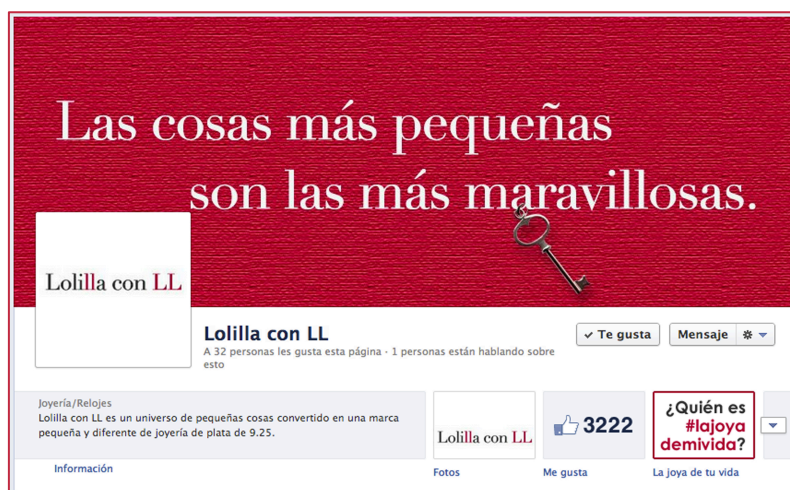 Las cosas más pequeñas
son las más maravillosas.
Lolilla con LL
Lolilla con LL
A 32 personas les gusta esta página · 1 personas están hablando sobre
esto
Te gusta
Mensaje
Joyería/Relojes
Lolilla con LL es un universo de pequeñas cosas convertido en una marca
pequeña y diferente de joyería de plata de 9.25.
Información
Lolilla con LL
Fotos
3222
Me gusta
¿Quién es
#lajoya
demivida?
La joya de tu vida